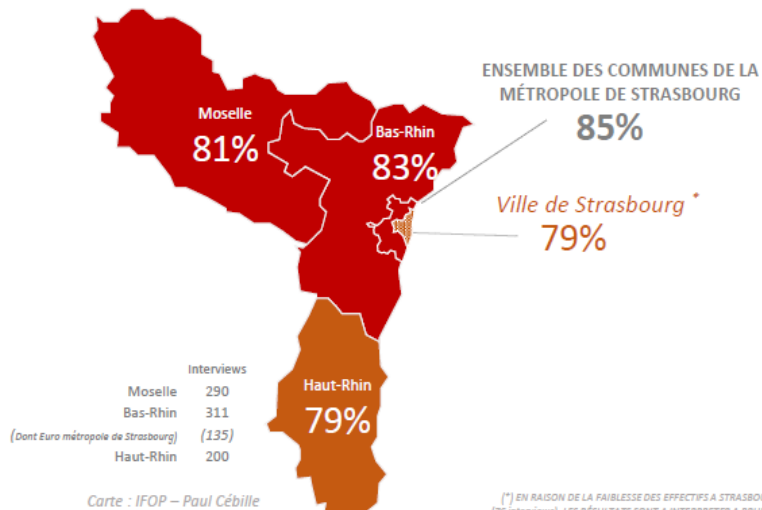 ENSEMBLE DES COMMUNES DE LA
MÉTROPOLE DE STRASBOURG
85%
Moselle
81%
Bas-Rhin
83%
Ville de Strasbourg *
79%
Haut-Rhin
79%
Interviews
Moselle 290
Bas-Rhin 311
(Dont Euro métropole de Strasbourg) (135)
Haut-Rhin 200
Carte : IFOP – Paul Cébille
(*) EN RAISON DE LA FAIBLESSE DES EFFECTIFS A